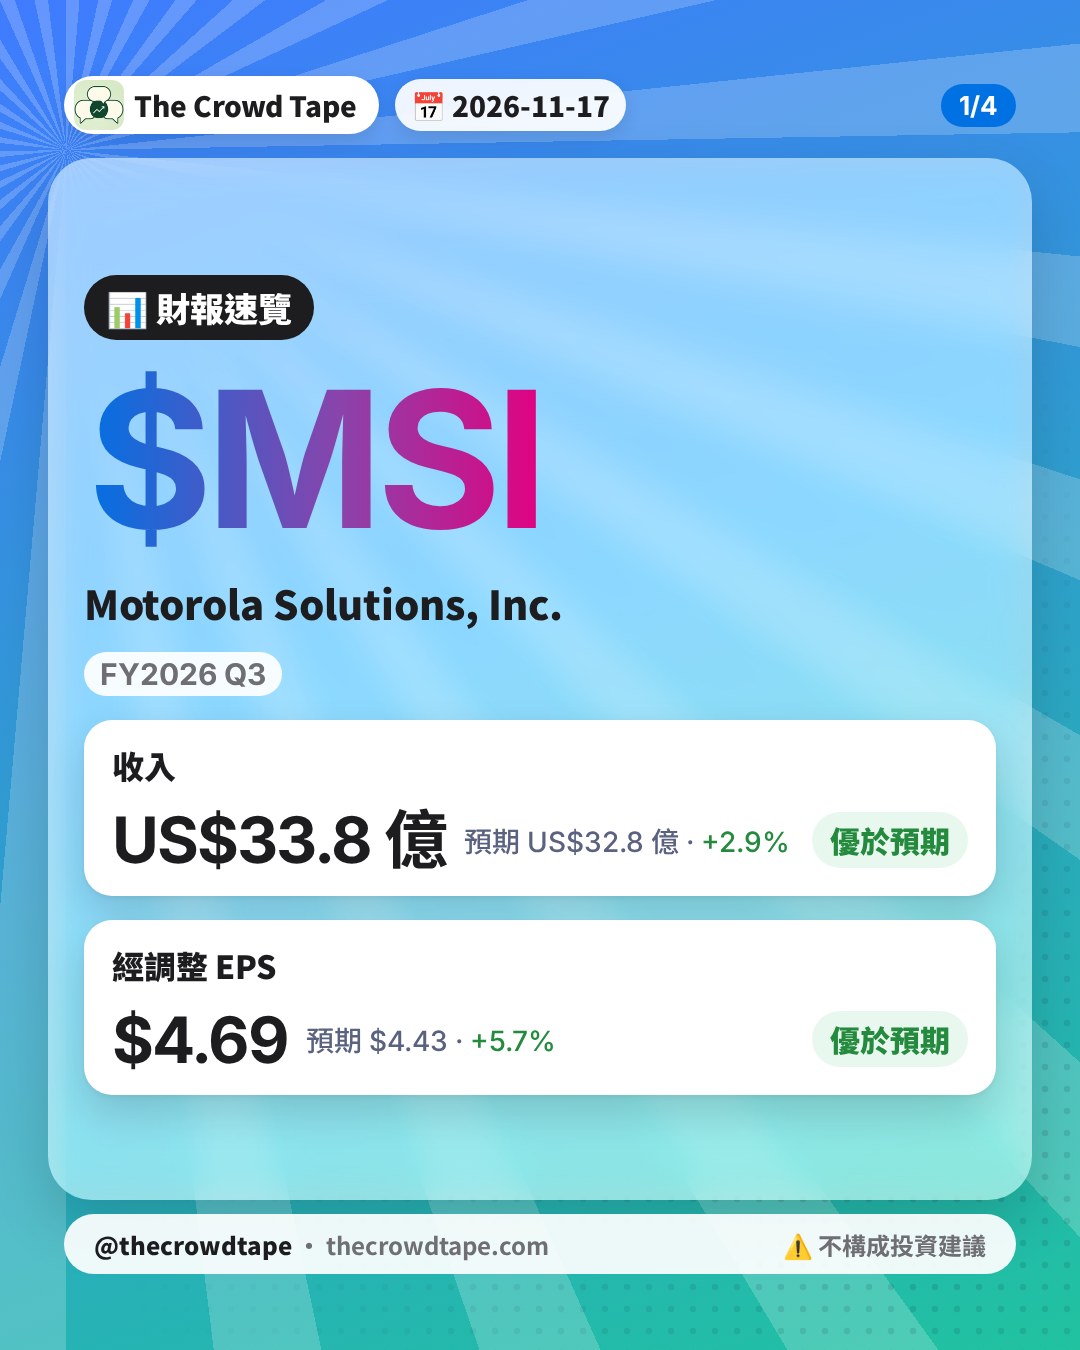 The Crowd Tape
📅 2026-11-17
1/4
📊 財報速覽
$MSI
Motorola Solutions, Inc.
FY2026 Q3
收入
US$33.8 億 預期 US$32.8 億 · +2.9% 優於預期
經調整 EPS
$4.69 預期 $4.43 · +5.7% 優於預期
@thecrowdtape • thecrowdtape.com
⚠️ 不構成投資建議